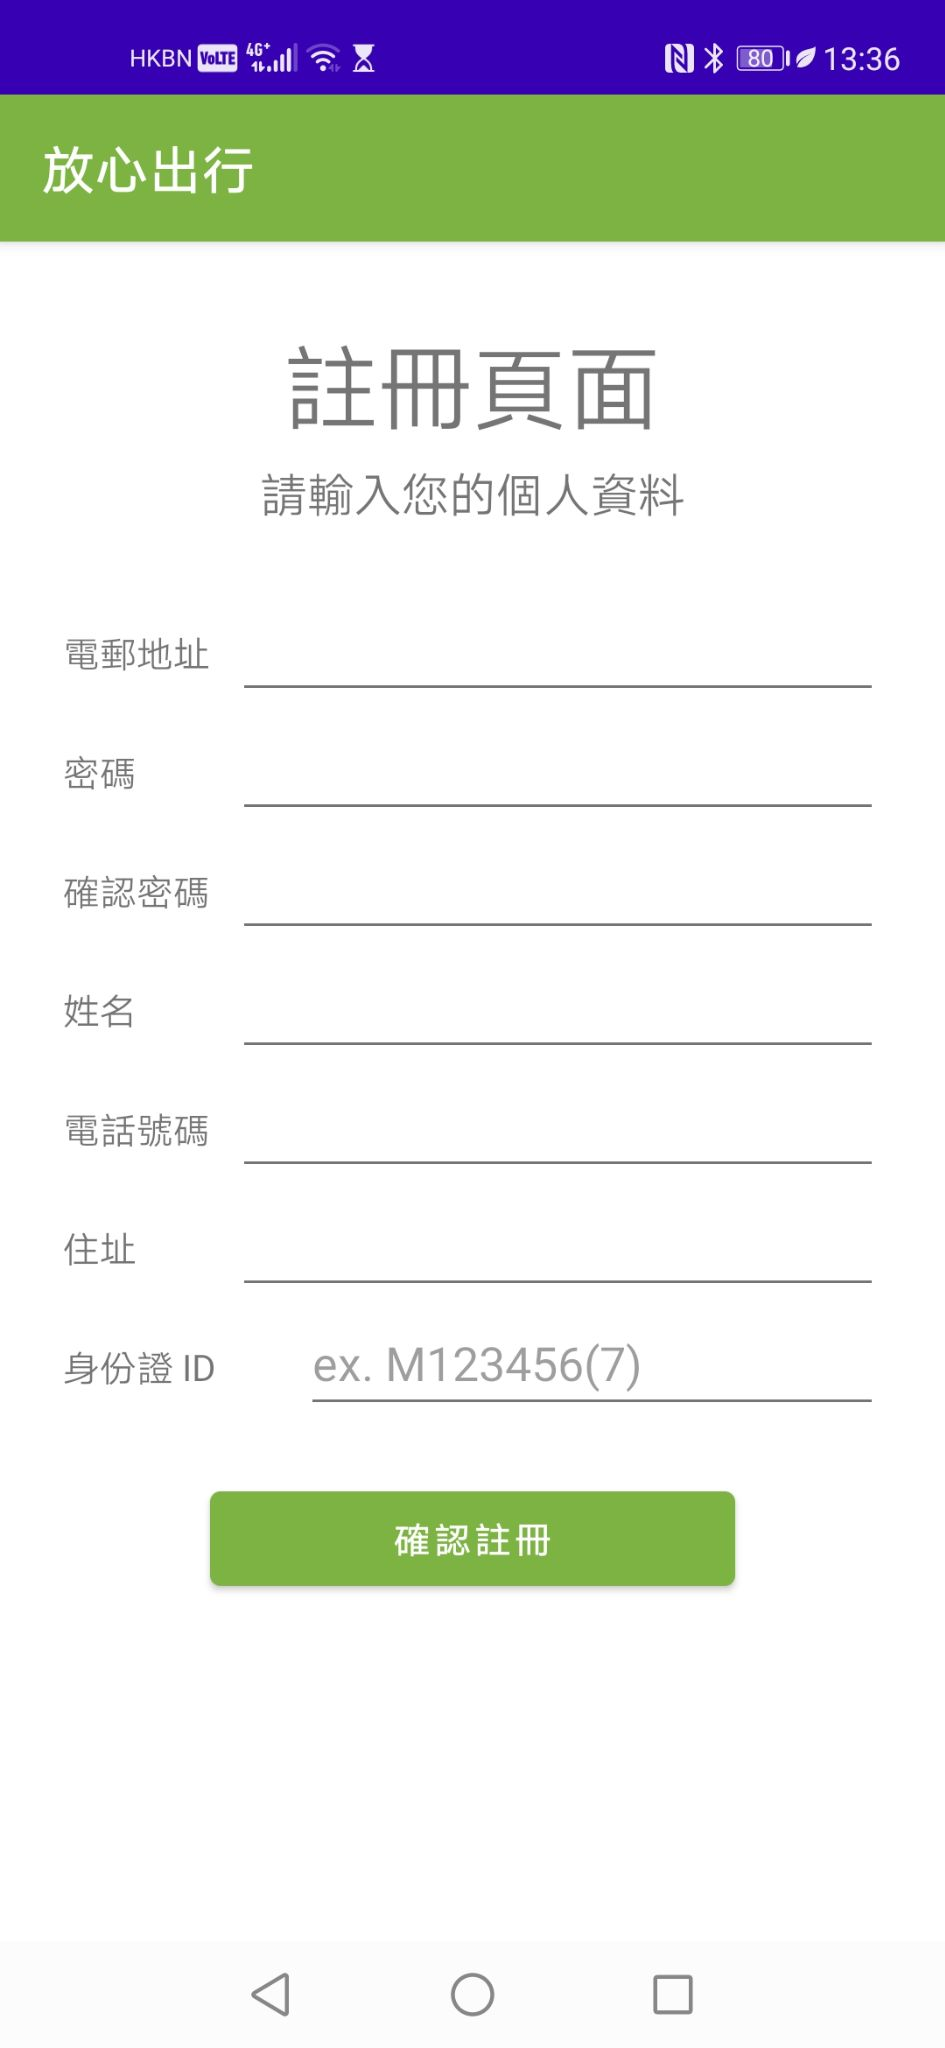 HKBN VoLTE 4G+ 80 13:36
放心出行
註冊頁面
請輸入您的個人資料
電郵地址
密碼
確認密碼
姓名
電話號碼
住址
身份證 ID ex. M123456(7)
確認註冊